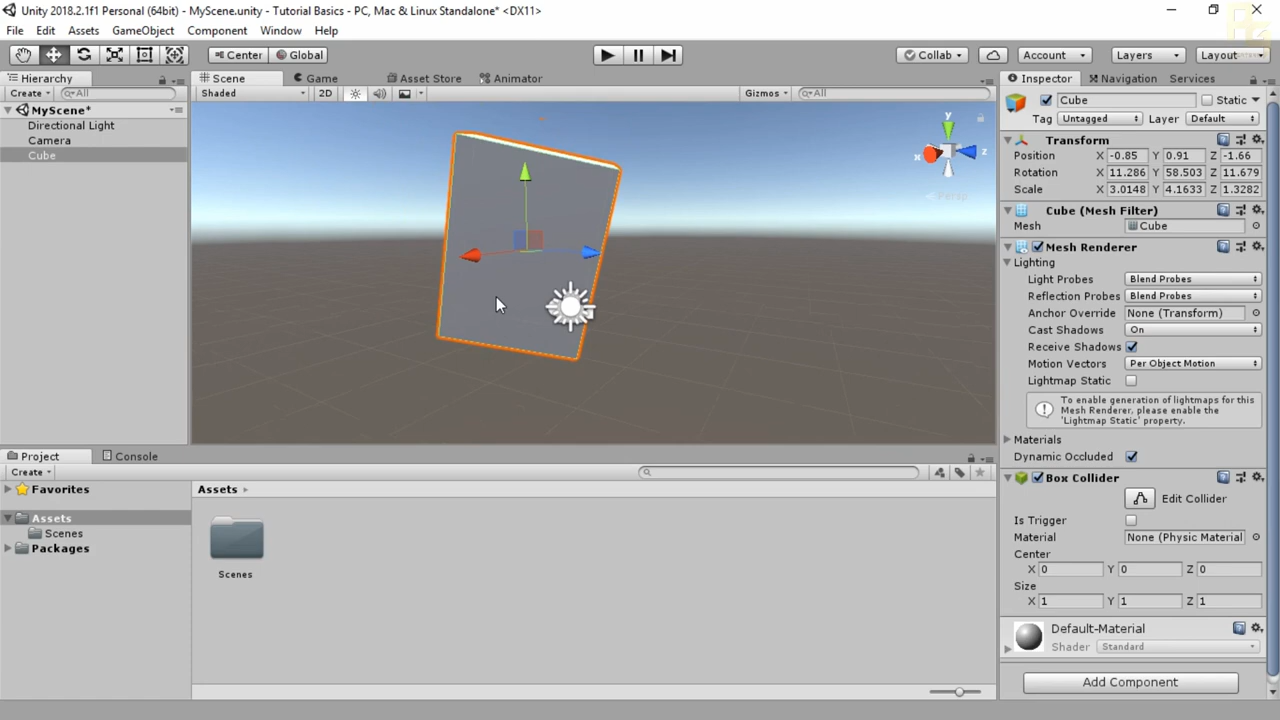 Unity 2018.2.1f1 Personal (64bit) - MyScene.unity - Tutorial Basics - PC, Mac & Linux Standalone* <DX11>
File Edit Assets GameObject Component Window Help
Center Global Collab Account Layers Layout
Hierarchy
Create All
MyScene*
Directional Light
Camera
Cube
Scene Game Asset Store Animator
Shaded 2D Gizmos All
y
x z
Persp
Project Console
Create
Favorites
Assets
Scenes
Packages
Assets
Scenes
Inspector Navigation Services
Cube Static
Tag Untagged Layer Default
Transform
Position X -0.85 Y 0.91 Z -1.66
Rotation X 11.286 Y 58.503 Z 11.679
Scale X 3.0148 Y 4.1633 Z 1.3282
Cube (Mesh Filter)
Mesh Cube
Mesh Renderer
Lighting
Light Probes Blend Probes
Reflection Probes Blend Probes
Anchor Override None (Transform)
Cast Shadows On
Receive Shadows
Motion Vectors Per Object Motion
Lightmap Static
To enable generation of lightmaps for this
Mesh Renderer, please enable the
'Lightmap Static' property.
Materials
Dynamic Occluded
Box Collider
Edit Collider
Is Trigger
Material None (Physic Material
Center
X 0 Y 0 Z 0
Size
X 1 Y 1 Z 1
Default-Material
Shader Standard
Add Component